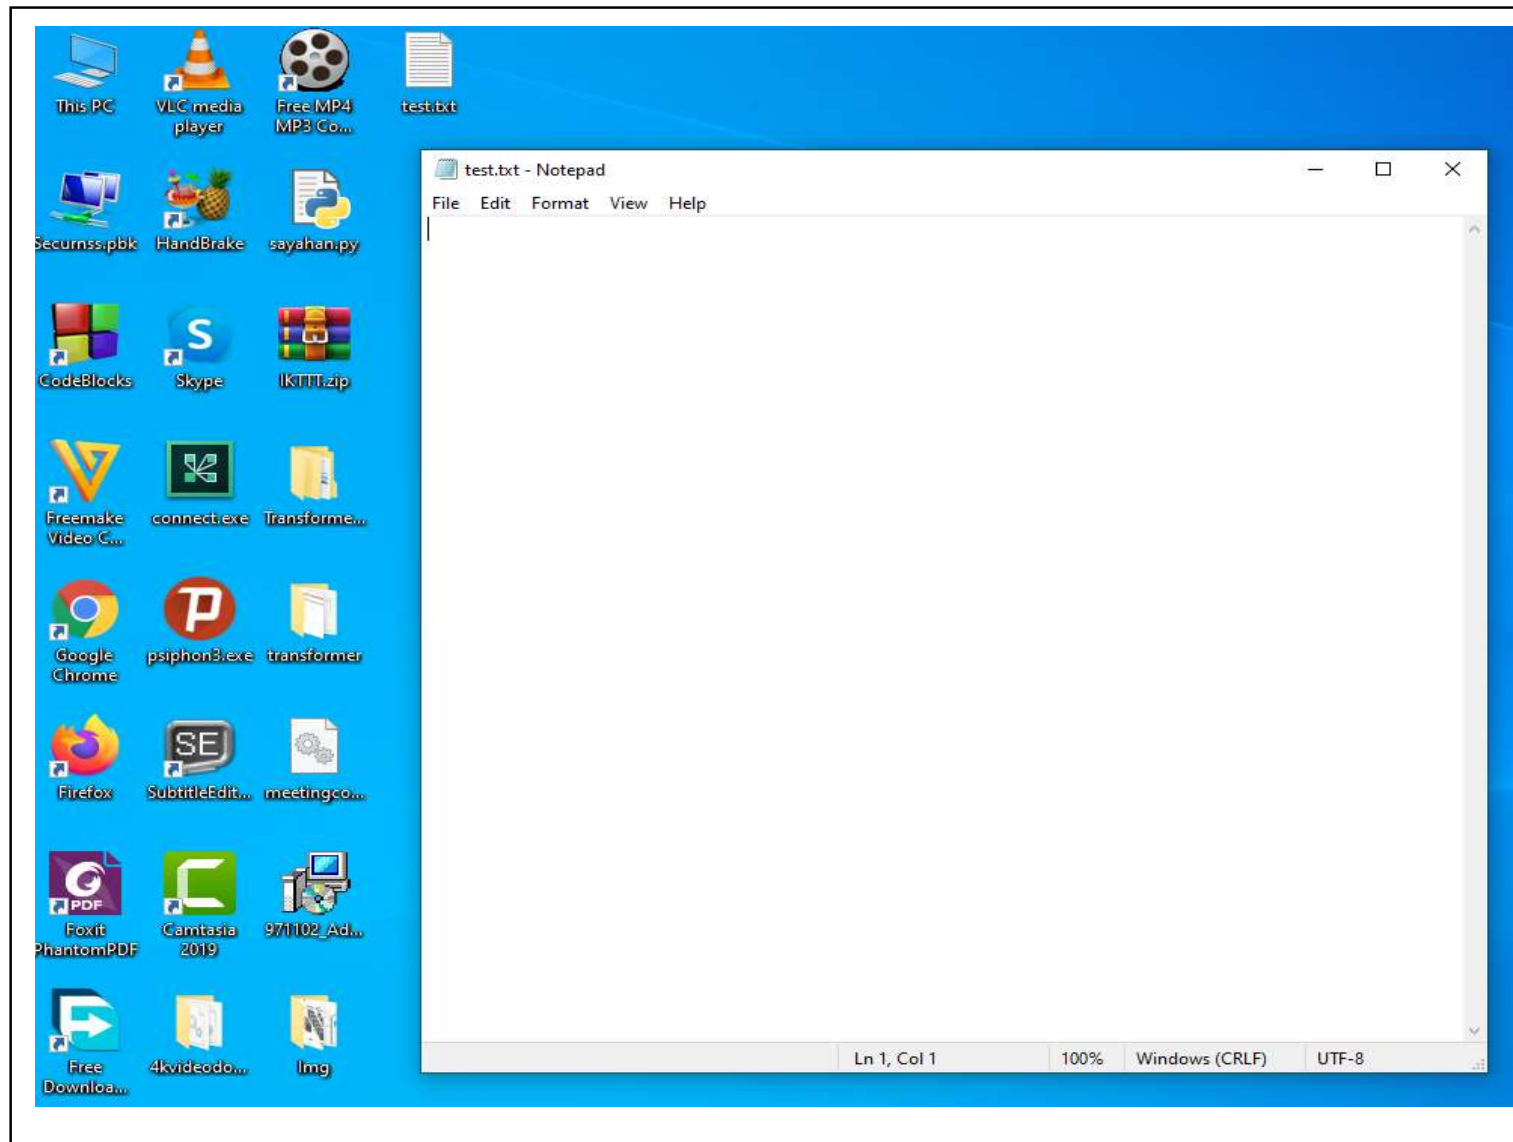 This PC
VLC media
player
Free MP4
MP3 Co...
test.txt
Securnss.pbk
HandBrake
sayahan.py
CodeBlocks
Skype
IKTTT.zip
Freemake
Video C...
connect.exe
Transforme...
Google
Chrome
psiphon3.exe
transformer
Firefox
SE
SubtitleEdit...
meetingco...
PDF
Foxit
PhantomPDF
Camtasia
2019
971102_Ad...
Free
Downloa...
4kvideodo...
Img
test.txt - Notepad
File Edit Format View Help
Ln 1, Col 1 100% Windows (CRLF) UTF-8